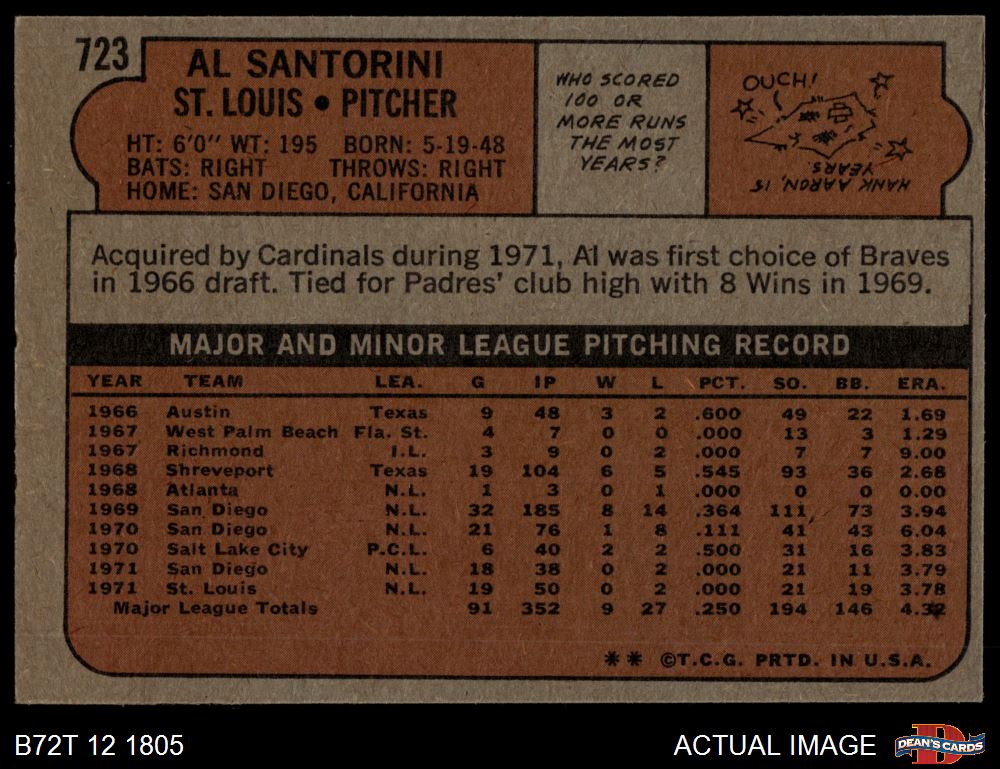 723
AL SANTORINI
ST. LOUIS • PITCHER
HT: 6'0" WT: 195 BORN: 5-19-48
BATS: RIGHT THROWS: RIGHT
HOME: SAN DIEGO, CALIFORNIA
WHO SCORED
100 OR
MORE RUNS
THE MOST
YEARS?
OUCH!
HANK AARON, 15
YEARS.
Acquired by Cardinals during 1971, Al was first choice of Braves
in 1966 draft. Tied for Padres' club high with 8 Wins in 1969.
MAJOR AND MINOR LEAGUE PITCHING RECORD
YEAR TEAM LEA. G IP W L PCT. SO. BB. ERA.
1966 Austin Texas 9 48 3 2 .600 49 22 1.69
1967 West Palm Beach Fla. St. 4 7 0 0 .000 13 3 1.29
1967 Richmond I.L. 3 9 0 2 .000 7 7 9.00
1968 Shreveport Texas 19 104 6 5 .545 93 36 2.68
1968 Atlanta N.L. 1 3 0 1 .000 0 0 0.00
1969 San Diego N.L. 32 185 8 14 .364 111 73 3.94
1970 San Diego N.L. 21 76 1 8 .111 41 43 6.04
1970 Salt Lake City P.C.L. 6 40 2 2 .500 31 16 3.83
1971 San Diego N.L. 18 38 0 2 .000 21 11 3.79
1971 St. Louis N.L. 19 50 0 2 .000 21 19 3.78
Major League Totals 91 352 9 27 .250 194 146 4.32
** ©T.C.G. PRTD. IN U.S.A.
B72T 12 1805
ACTUAL IMAGE
D
DEAN'S CARDS